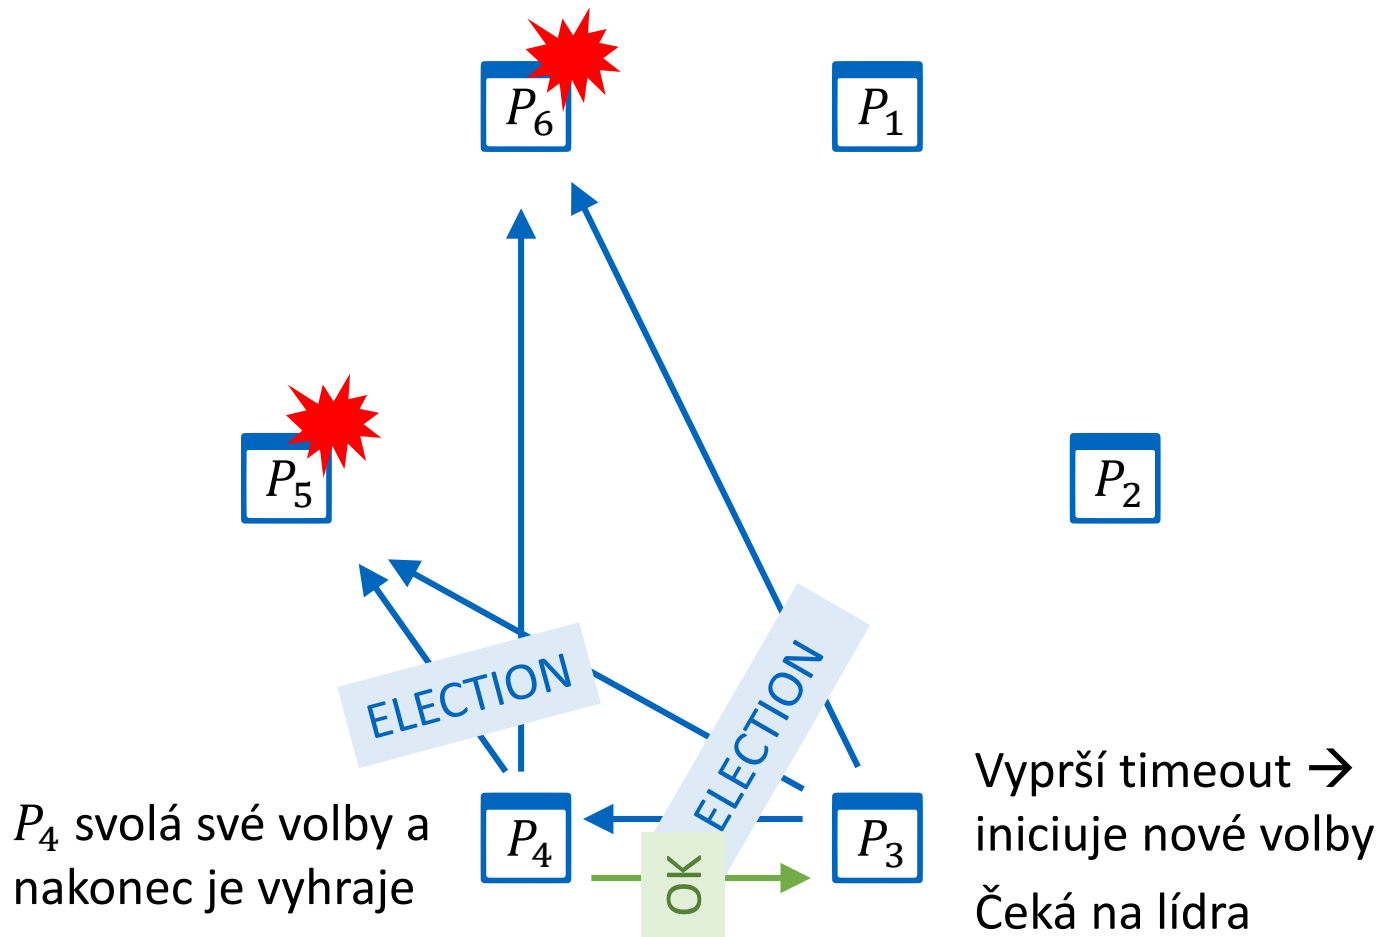 P₆
P₁
P₅
P₂
ELECTION
ELECTION
P₄ svolá své volby a
nakonec je vyhraje
P₄
OK
P₃
Vyprší timeout →
iniciuje nové volby
Čeká na lídra